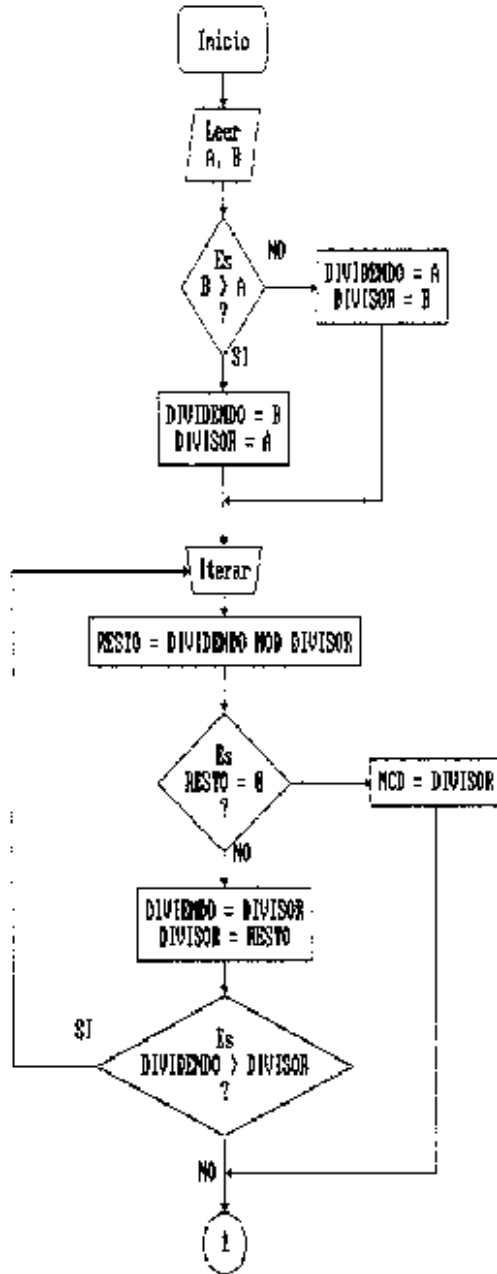 Inicio
Leer
A, B
Es
B > A
?
NO
DIVIDENDO = A
DIVISOR = B
SI
DIVIDENDO = B
DIVISOR = A
Iterar
RESTO = DIVIDENDO MOD DIVISOR
Es
RESTO = 0
?
MCD = DIVISOR
NO
DIVIENDO = DIVISOR
DIVISOR = RESTO
SI
Es
DIVIDENDO > DIVISOR
?
NO
1